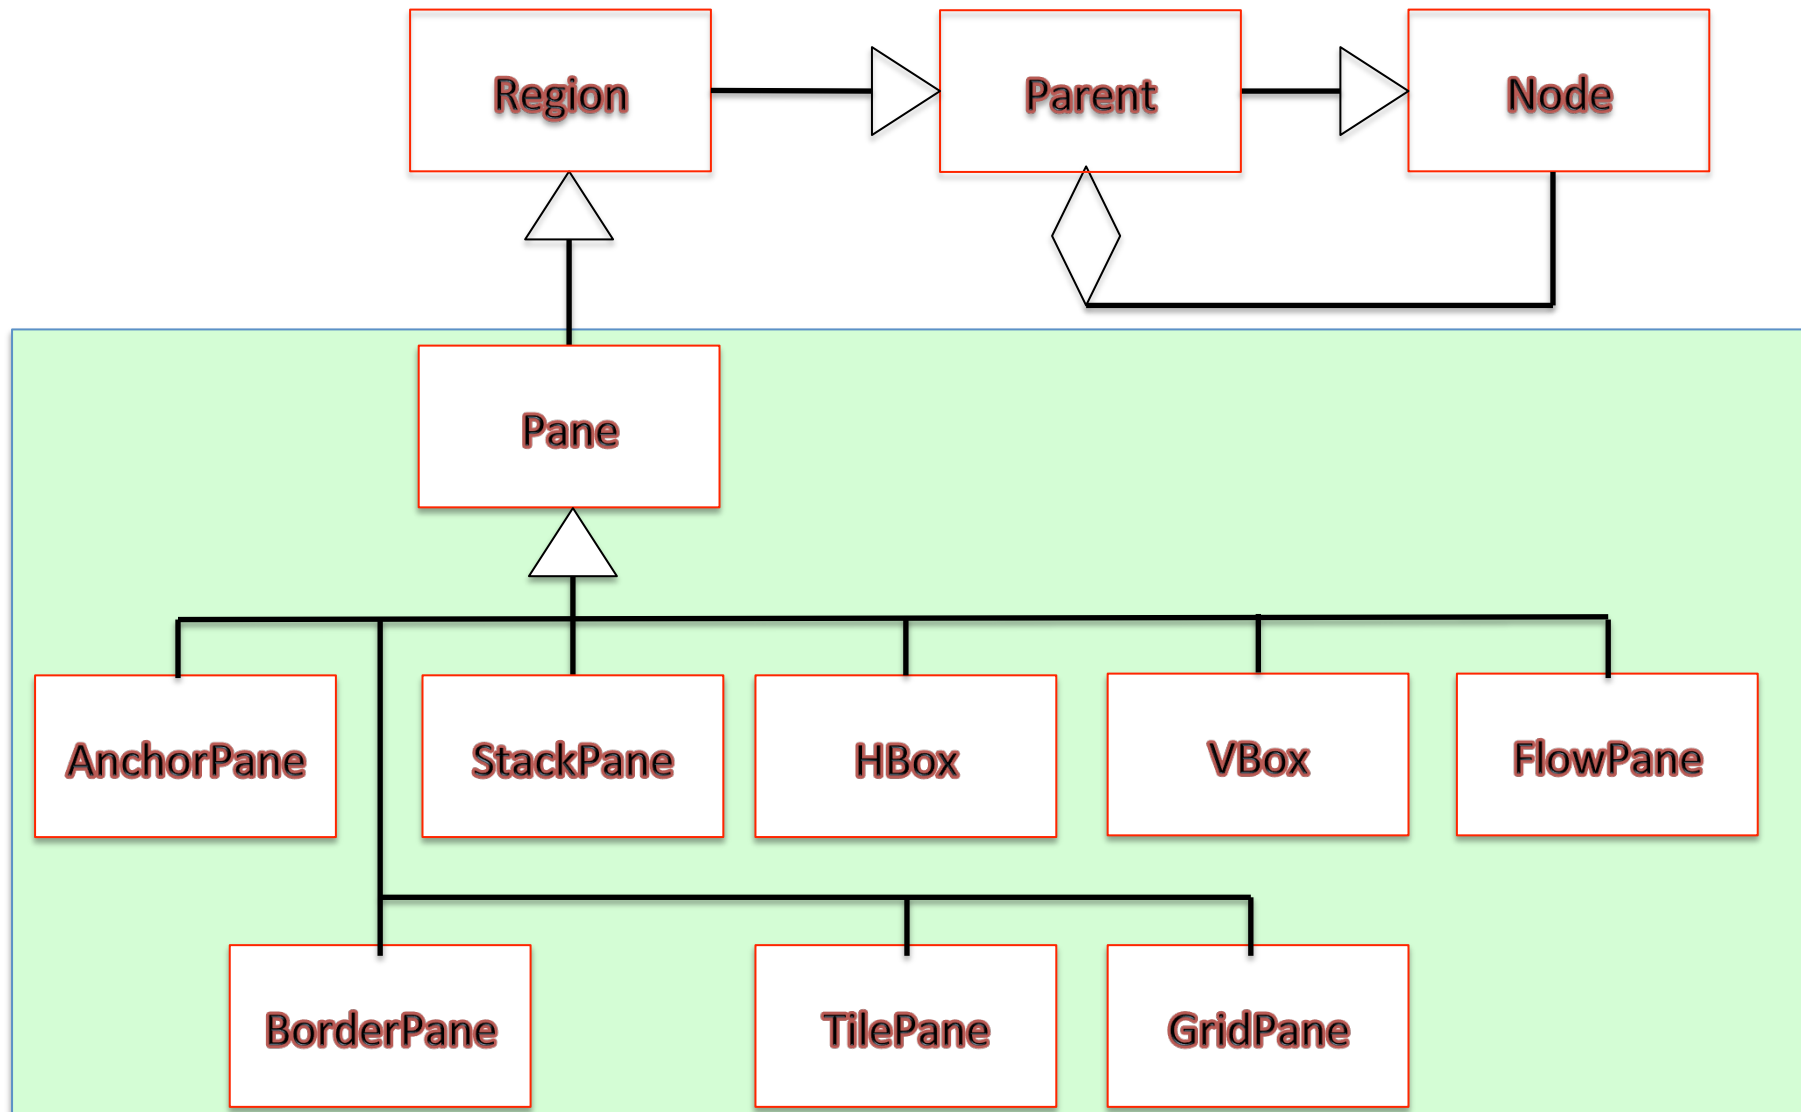 Region
Parent
Node
Pane
AnchorPane
StackPane
HBox
VBox
FlowPane
BorderPane
TilePane
GridPane